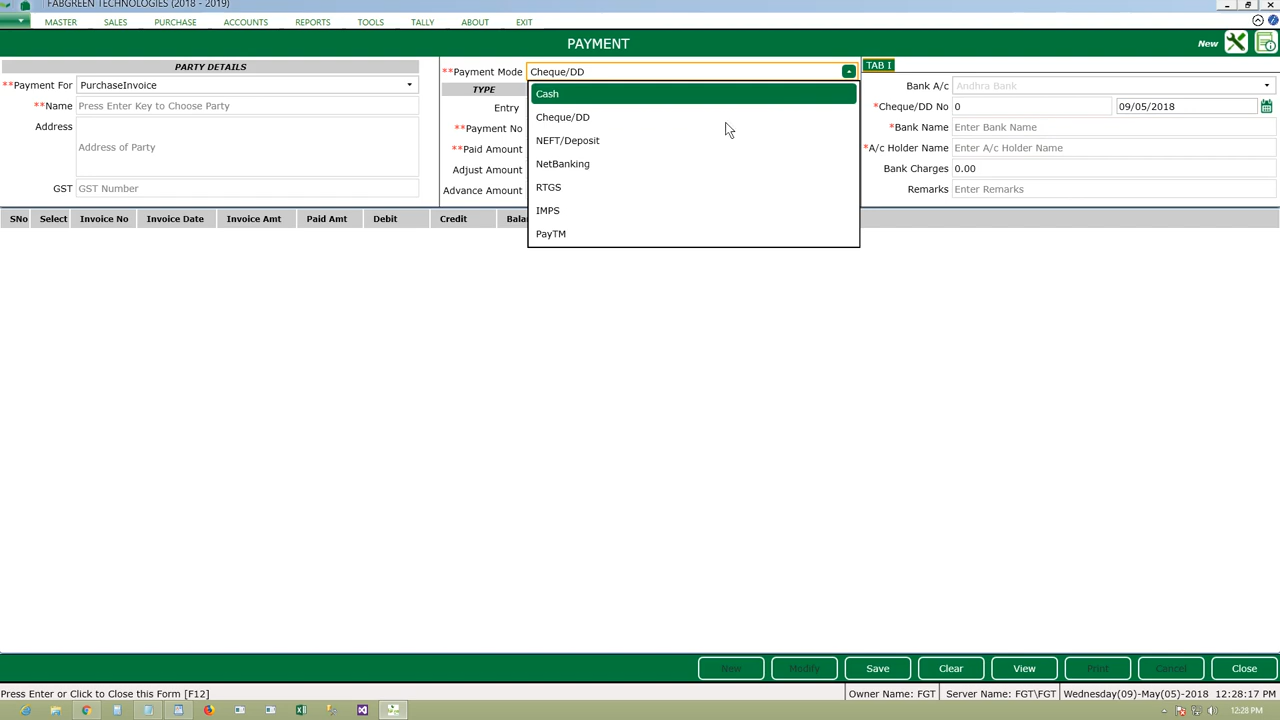 FABGREEN TECHNOLOGIES (2018 - 2019)
MASTER SALES PURCHASE ACCOUNTS REPORTS TOOLS TALLY ABOUT EXIT
PAYMENT
New
PARTY DETAILS
**Payment For PurchaseInvoice
**Name Press Enter Key to Choose Party
Address Address of Party
GST GST Number
**Payment Mode Cheque/DD
TYPE
Entry
**Payment No
**Paid Amount
Adjust Amount
Advance Amount
Cash
Cheque/DD
NEFT/Deposit
NetBanking
RTGS
IMPS
PayTM
TAB I
Bank A/c Andhra Bank
*Cheque/DD No 0 09/05/2018
*Bank Name Enter Bank Name
*A/c Holder Name Enter A/c Holder Name
Bank Charges 0.00
Remarks Enter Remarks
SNo Select Invoice No Invoice Date Invoice Amt Paid Amt Debit Credit Bala
New Modify Save Clear View Print Cancel Close
Press Enter or Click to Close this Form [F12]
Owner Name: FGT Server Name: FGT\FGT Wednesday(09)-May(05)-2018 12:28:17 PM
12:28 PM